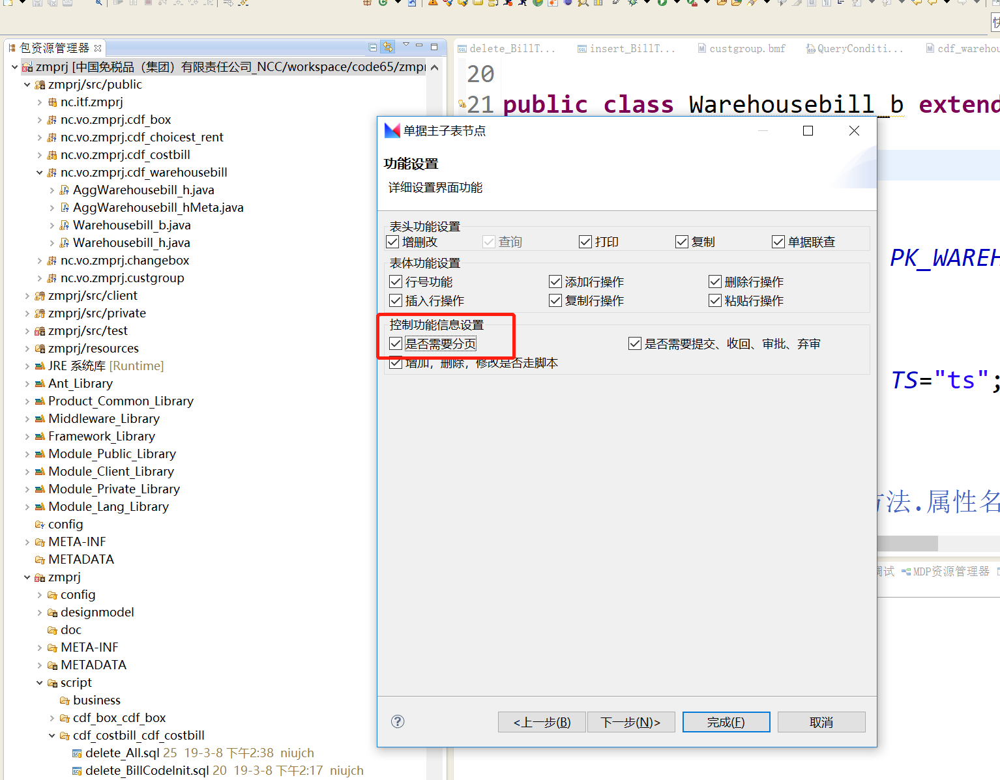 快
包资源管理器
delete_BillT...
insert_BillT...
custgroup.bmf
QueryConditi...
cdf_warehou
zmprj [中国免税品（集团）有限责任公司_NCC/workspace/code65/zmpr
zmprj/src/public
nc.itf.zmprj
nc.vo.zmprj.cdf_box
nc.vo.zmprj.cdf_choicest_rent
nc.vo.zmprj.cdf_costbill
nc.vo.zmprj.cdf_warehousebill
AggWarehousebill_h.java
AggWarehousebill_hMeta.java
Warehousebill_b.java
Warehousebill_h.java
nc.vo.zmprj.changebox
nc.vo.zmprj.custgroup
zmprj/src/client
zmprj/src/private
zmprj/src/test
zmprj/resources
JRE 系统库 [Runtime]
Ant_Library
Product_Common_Library
Middleware_Library
Framework_Library
Module_Public_Library
Module_Client_Library
Module_Private_Library
Module_Lang_Library
config
META-INF
METADATA
zmprj
config
designmodel
doc
META-INF
METADATA
script
business
cdf_box_cdf_box
cdf_costbill_cdf_costbill
delete_All.sql 25 19-3-8 下午2:38 niujch
delete_BillCodeInit.sql 20 19-3-8 下午2:17 niujch
20
21 public class Warehousebill_b extend
PK_WAREH
TS="ts";
方法.属性名
调试 MDP资源管理器
单据主子表节点
功能设置
详细设置界面功能
表头功能设置
增删改 查询 打印 复制 单据联查
表体功能设置
行号功能 添加行操作 删除行操作
插入行操作 复制行操作 粘贴行操作
控制功能信息设置
是否需要分页 是否需要提交、收回、审批、弃审
增加，删除，修改是否走脚本
<上一步(B) 下一步(N)> 完成(F) 取消